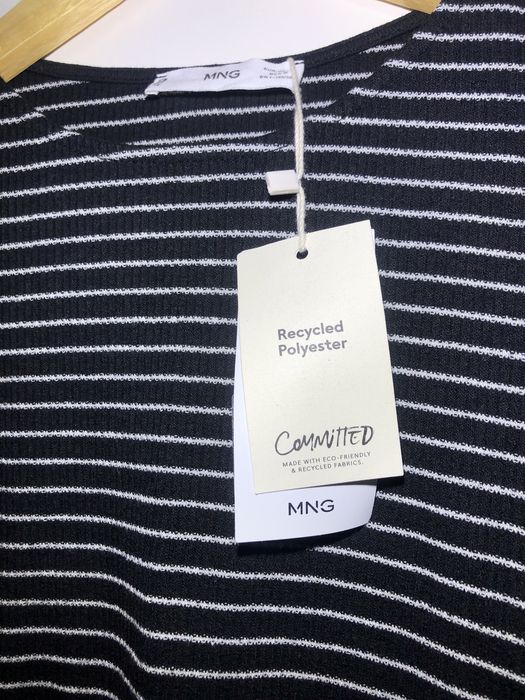 MNG
Recycled
Polyester
COMMITTED
MADE WITH ECO-FRIENDLY
& RECYCLED FABRICS.
MNG